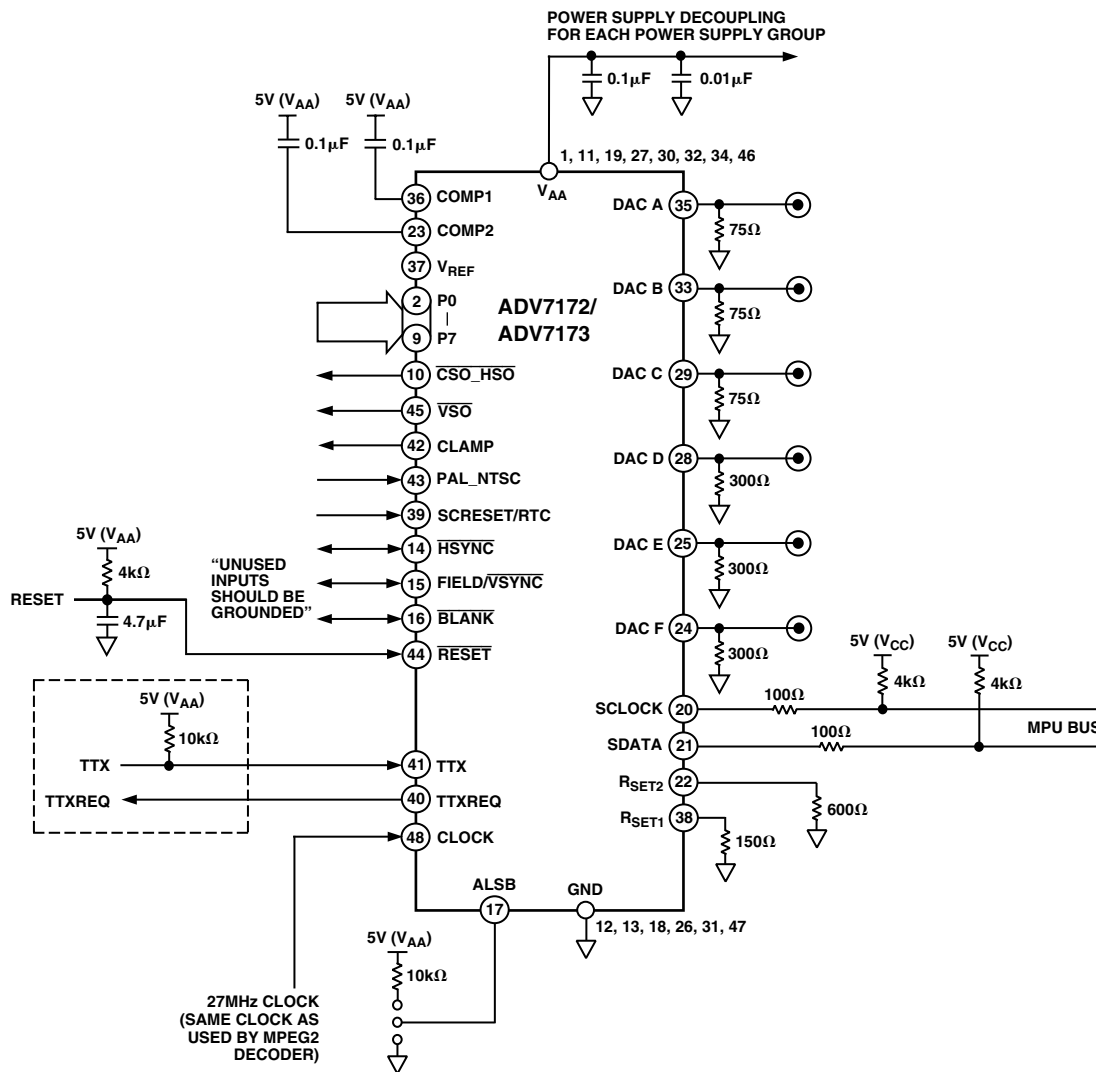 POWER SUPPLY DECOUPLING
FOR EACH POWER SUPPLY GROUP
0.1μF
0.01μF
5V (VAA)
5V (VAA)
0.1μF
0.1μF
1, 11, 19, 27, 30, 32, 34, 46
VAA
36 COMP1
23 COMP2
37 VREF
2 P0
9 P7
ADV7172/
ADV7173
10 CSO_HSO
45 VSO
42 CLAMP
43 PAL_NTSC
39 SCRESET/RTC
14 HSYNC
15 FIELD/VSYNC
16 BLANK
44 RESET
"UNUSED
INPUTS
SHOULD BE
GROUNDED"
5V (VAA)
4kΩ
RESET
4.7μF
5V (VAA)
10kΩ
TTX
41 TTX
TTXREQ
40 TTXREQ
48 CLOCK
DAC A 35
75Ω
DAC B 33
75Ω
DAC C 29
75Ω
DAC D 28
300Ω
DAC E 25
300Ω
DAC F 24
300Ω
5V (VCC)
5V (VCC)
4kΩ
4kΩ
SCLOCK 20
100Ω
SDATA 21
100Ω
MPU BUS
RSET2 22
600Ω
RSET1 38
150Ω
ALSB
17
GND
12, 13, 18, 26, 31, 47
5V (VAA)
10kΩ
27MHz CLOCK
(SAME CLOCK AS
USED BY MPEG2
DECODER)